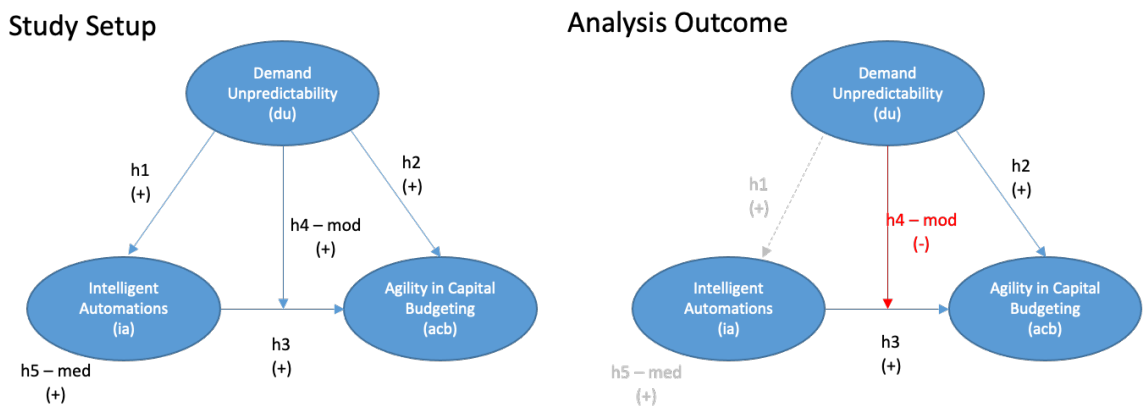 Study Setup
Demand
Unpredictability
(du)
h1
(+)
h2
(+)
h4 – mod
(+)
Intelligent
Automations
(ia)
Agility in Capital
Budgeting
(acb)
h3
(+)
h5 – med
(+)
Analysis Outcome
Demand
Unpredictability
(du)
h1
(+)
h2
(+)
h4 – mod
(-)
Intelligent
Automations
(ia)
Agility in Capital
Budgeting
(acb)
h3
(+)
h5 – med
(+)